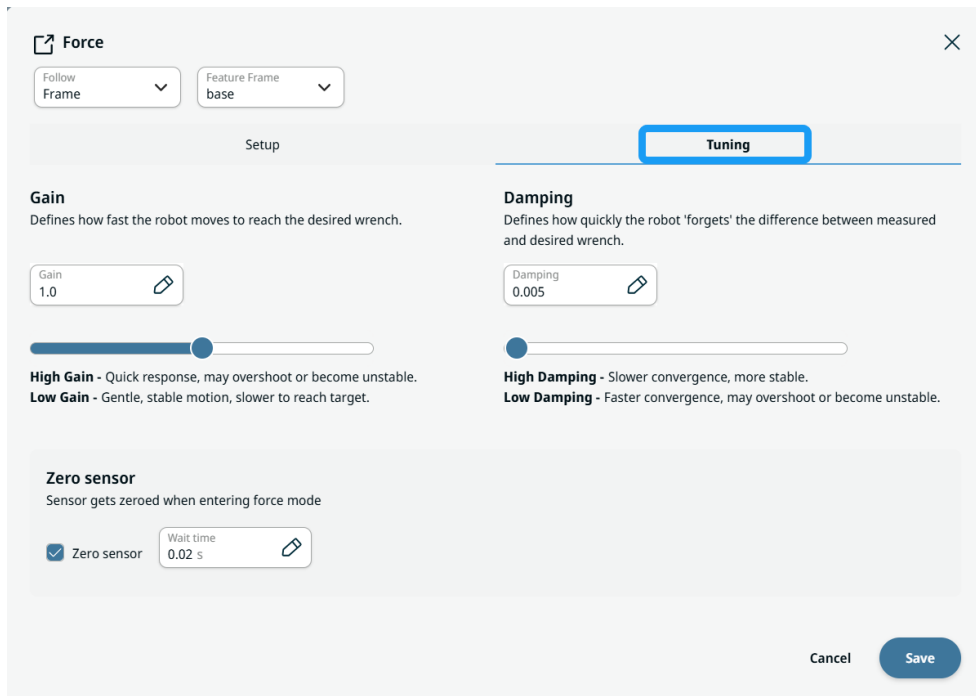 Force
Follow
Frame
Feature Frame
base
Setup
Tuning
Gain
Defines how fast the robot moves to reach the desired wrench.
Gain
1.0
High Gain - Quick response, may overshoot or become unstable.
Low Gain - Gentle, stable motion, slower to reach target.
Damping
Defines how quickly the robot 'forgets' the difference between measured
and desired wrench.
Damping
0.005
High Damping - Slower convergence, more stable.
Low Damping - Faster convergence, may overshoot or become unstable.
Zero sensor
Sensor gets zeroed when entering force mode
Zero sensor
Wait time
0.02 s
Cancel
Save